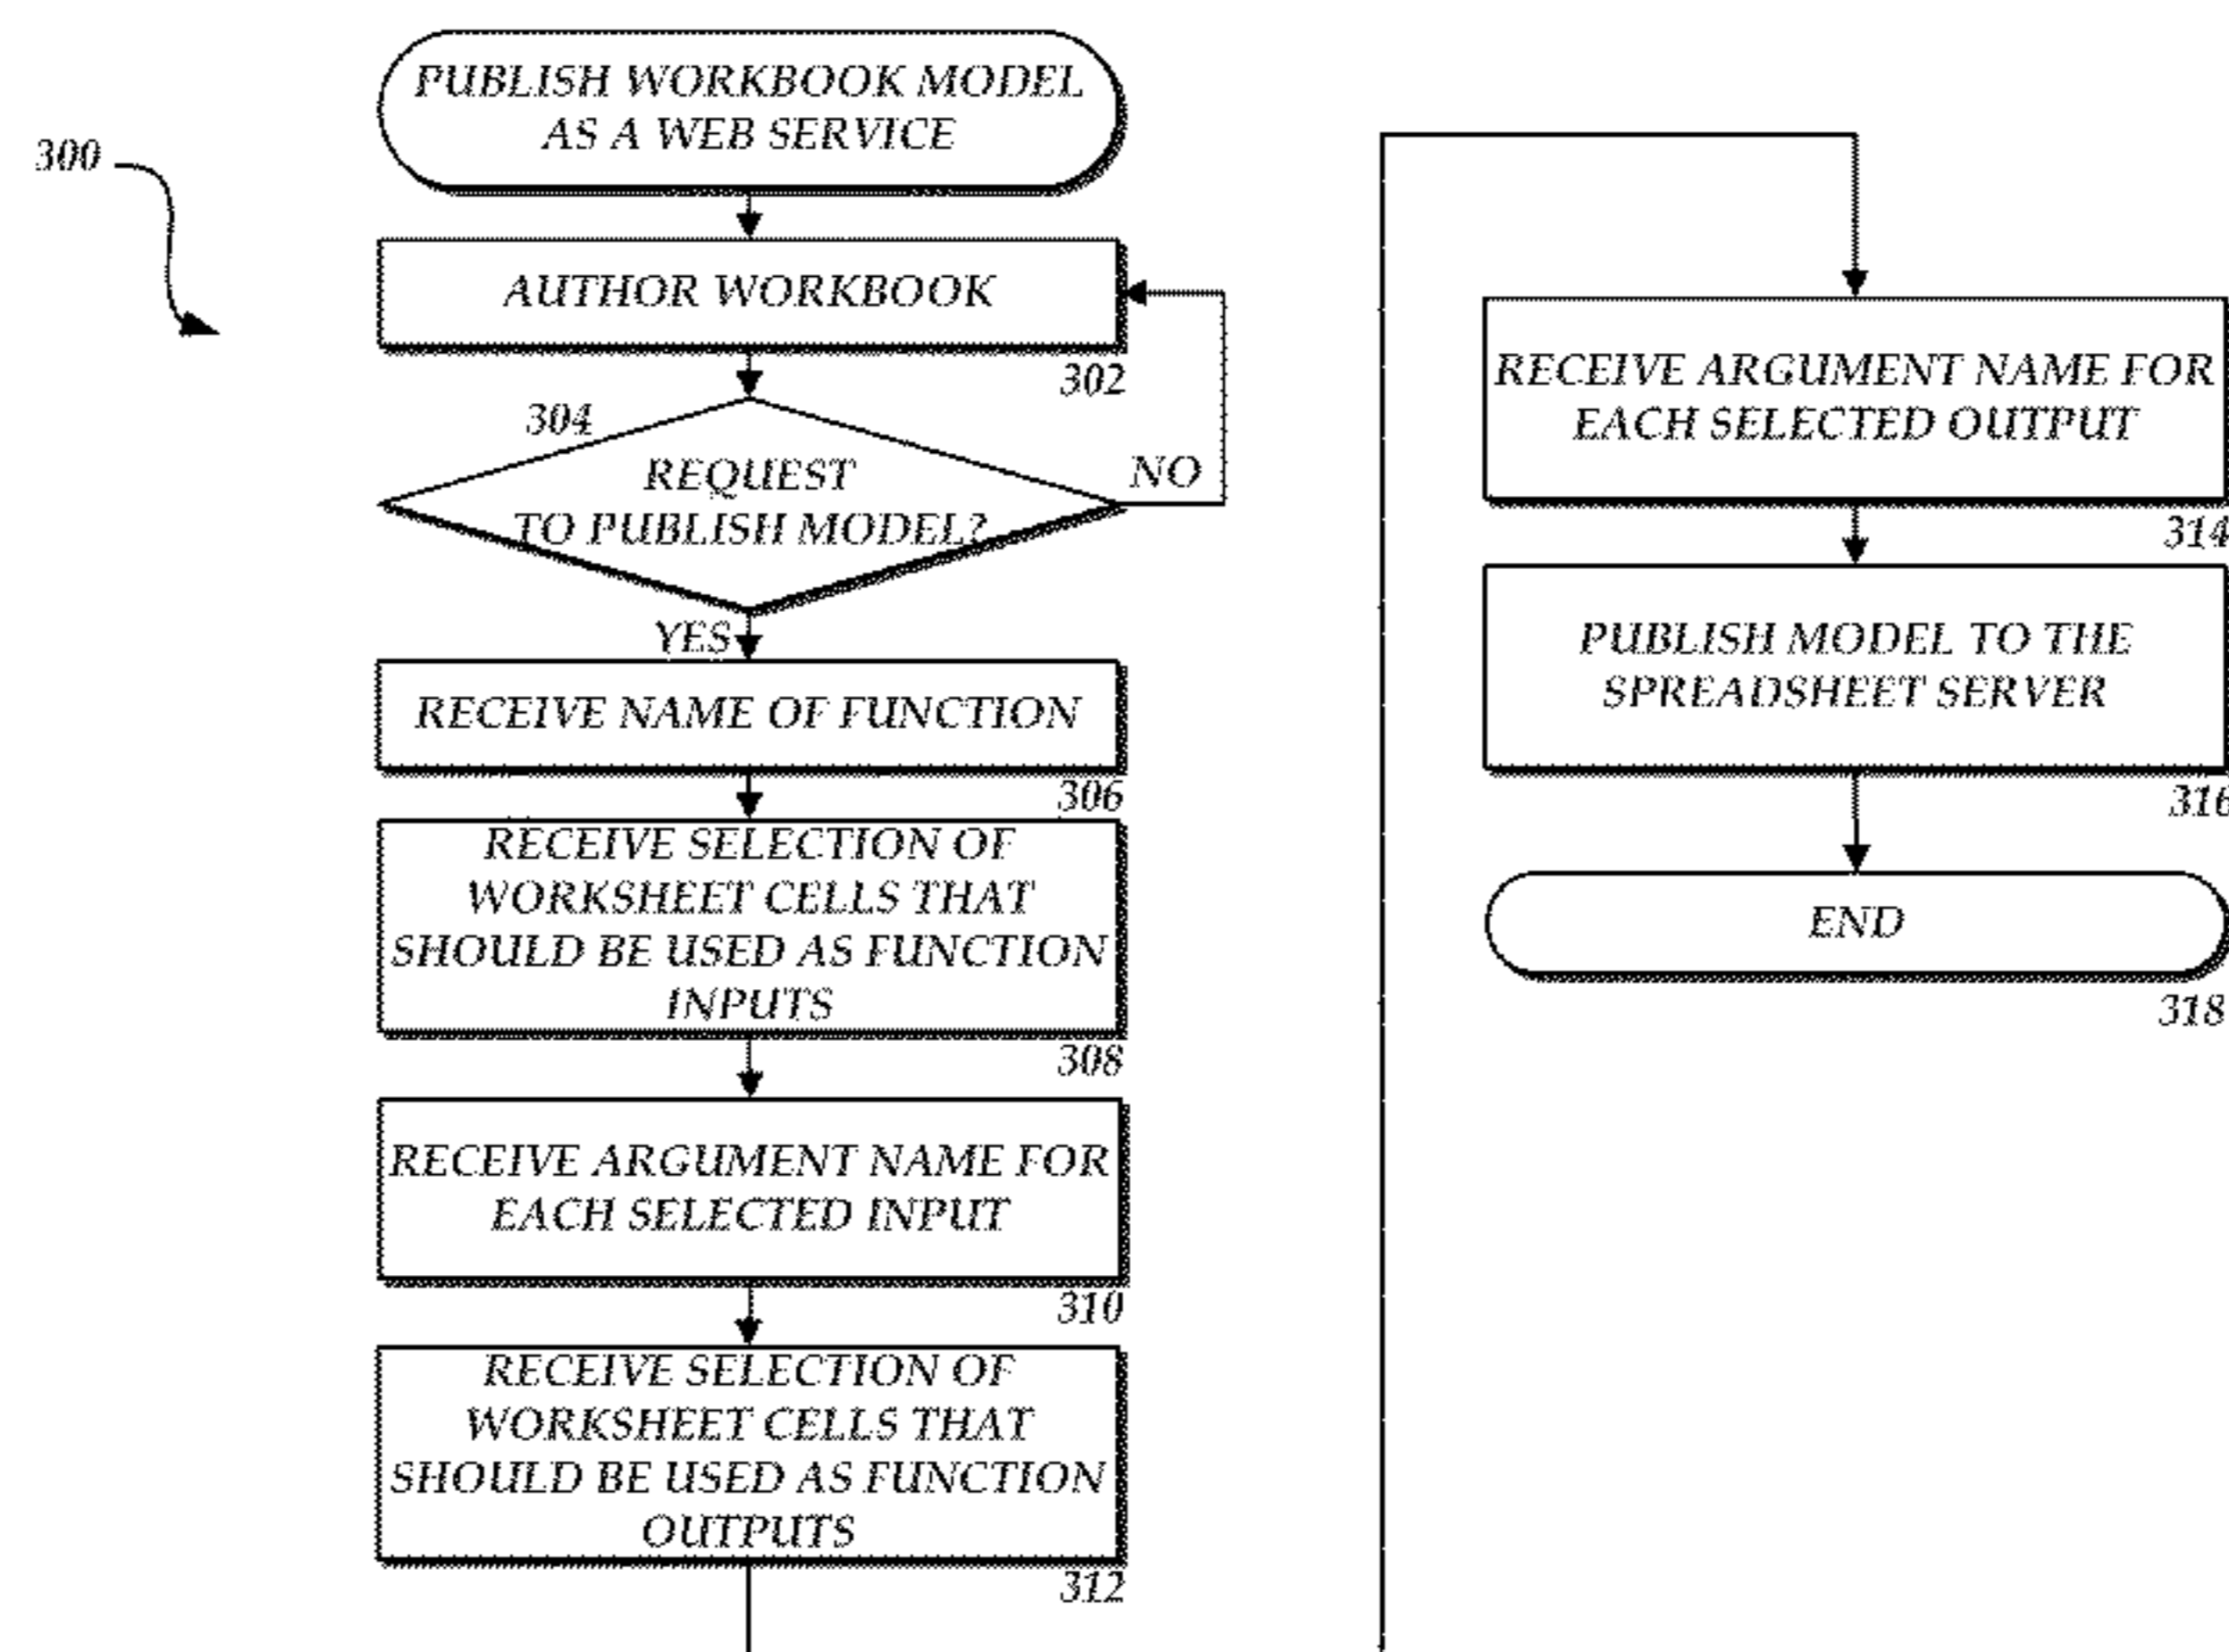 300
PUBLISH WORKBOOK MODEL
AS A WEB SERVICE
AUTHOR WORKBOOK
302
304
REQUEST
TO PUBLISH MODEL?
NO
YES
RECEIVE NAME OF FUNCTION
306
RECEIVE SELECTION OF
WORKSHEET CELLS THAT
SHOULD BE USED AS FUNCTION
INPUTS
308
RECEIVE ARGUMENT NAME FOR
EACH SELECTED INPUT
310
RECEIVE SELECTION OF
WORKSHEET CELLS THAT
SHOULD BE USED AS FUNCTION
OUTPUTS
312
RECEIVE ARGUMENT NAME FOR
EACH SELECTED OUTPUT
314
PUBLISH MODEL TO THE
SPREADSHEET SERVER
316
END
318